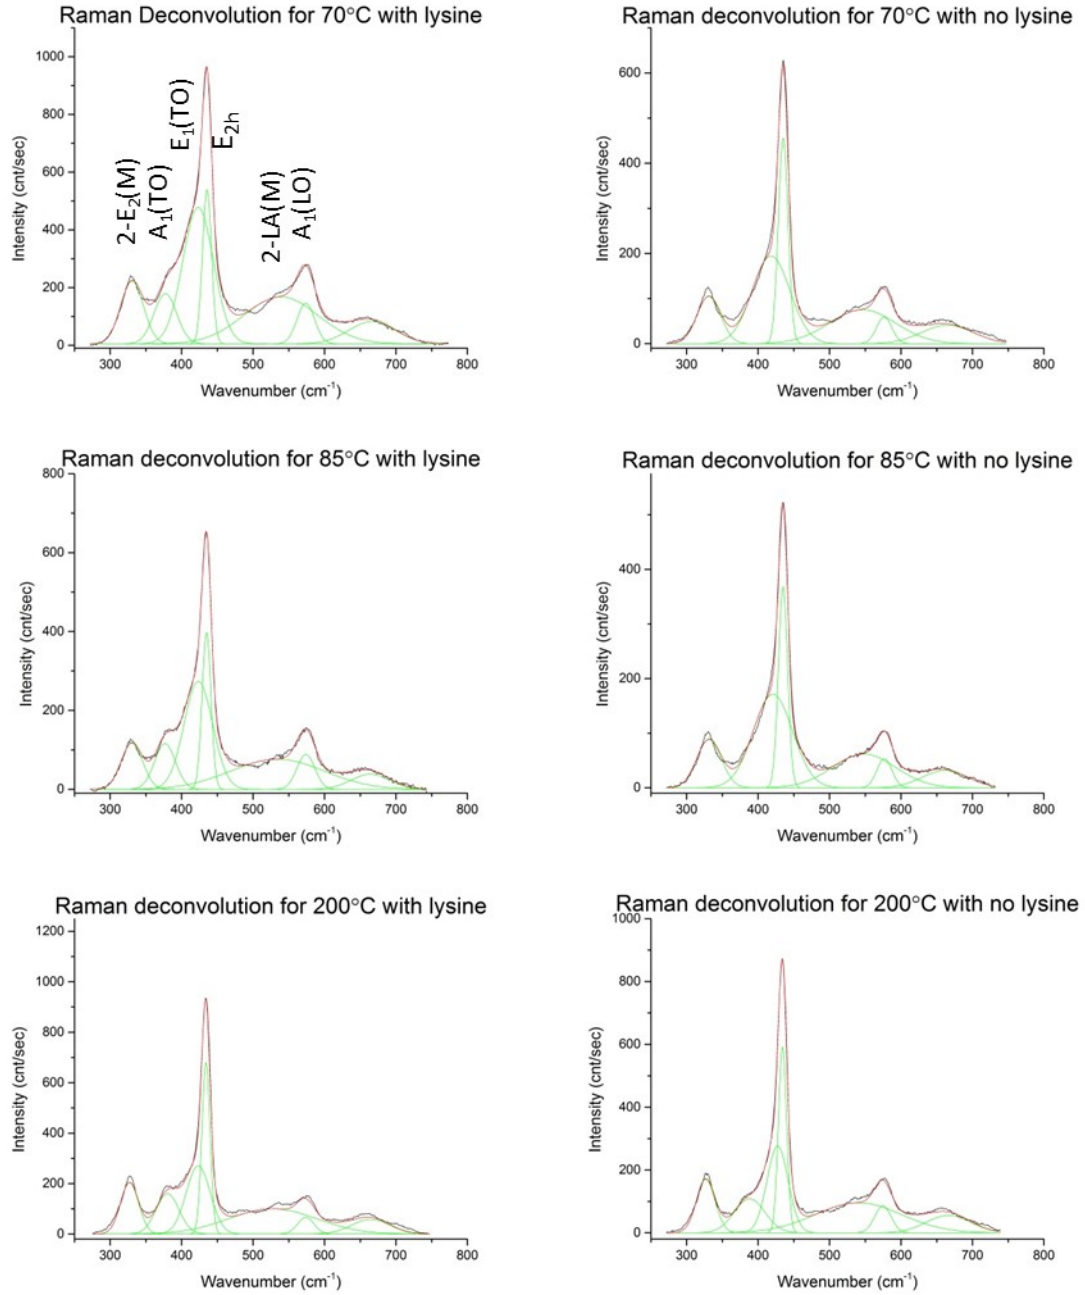 Raman Deconvolution for 70°C with lysine
1000
800
600
400
200
0
300 400 500 600 700 800
Intensity (cnt/sec)
Wavenumber (cm⁻¹)
2-E₂(M)
A₁(TO)
E₁(TO)
E₂ₕ
2-LA(M)
A₁(LO)
Raman deconvolution for 70°C with no lysine
600
400
200
0
300 400 500 600 700 800
Intensity (cnt/sec)
Wavenumber (cm⁻¹)
Raman deconvolution for 85°C with lysine
800
600
400
200
0
300 400 500 600 700 800
Intensity (cnt/sec)
Wavenumber (cm⁻¹)
Raman deconvolution for 85°C with no lysine
400
200
0
300 400 500 600 700 800
Intensity (cnt/sec)
Wavenumber (cm⁻¹)
Raman deconvolution for 200°C with lysine
1200
1000
800
600
400
200
0
300 400 500 600 700 800
Intensity (cnt/sec)
Wavenumber (cm⁻¹)
Raman deconvolution for 200°C with no lysine
1000
800
600
400
200
0
300 400 500 600 700 800
Intensity (cnt/sec)
Wavenumber (cm⁻¹)